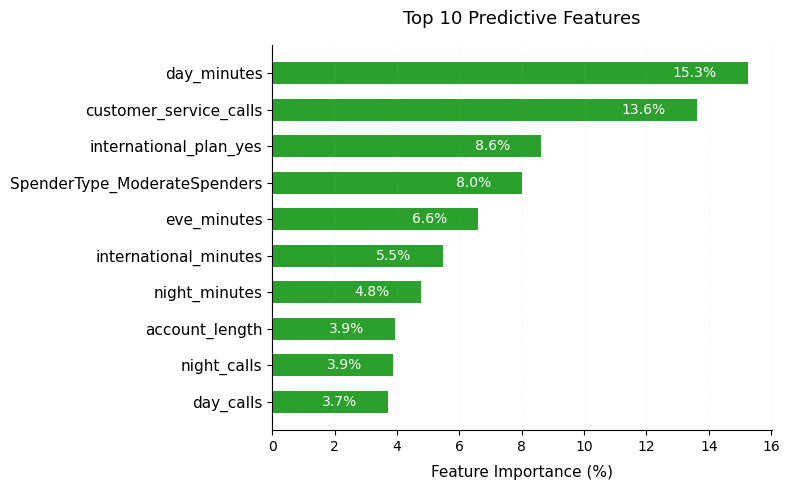 Top 10 Predictive Features
day_minutes 15.3%
customer_service_calls 13.6%
international_plan_yes 8.6%
SpenderType_ModerateSpenders 8.0%
eve_minutes 6.6%
international_minutes 5.5%
night_minutes 4.8%
account_length 3.9%
night_calls 3.9%
day_calls 3.7%
0 2 4 6 8 10 12 14 16
Feature Importance (%)